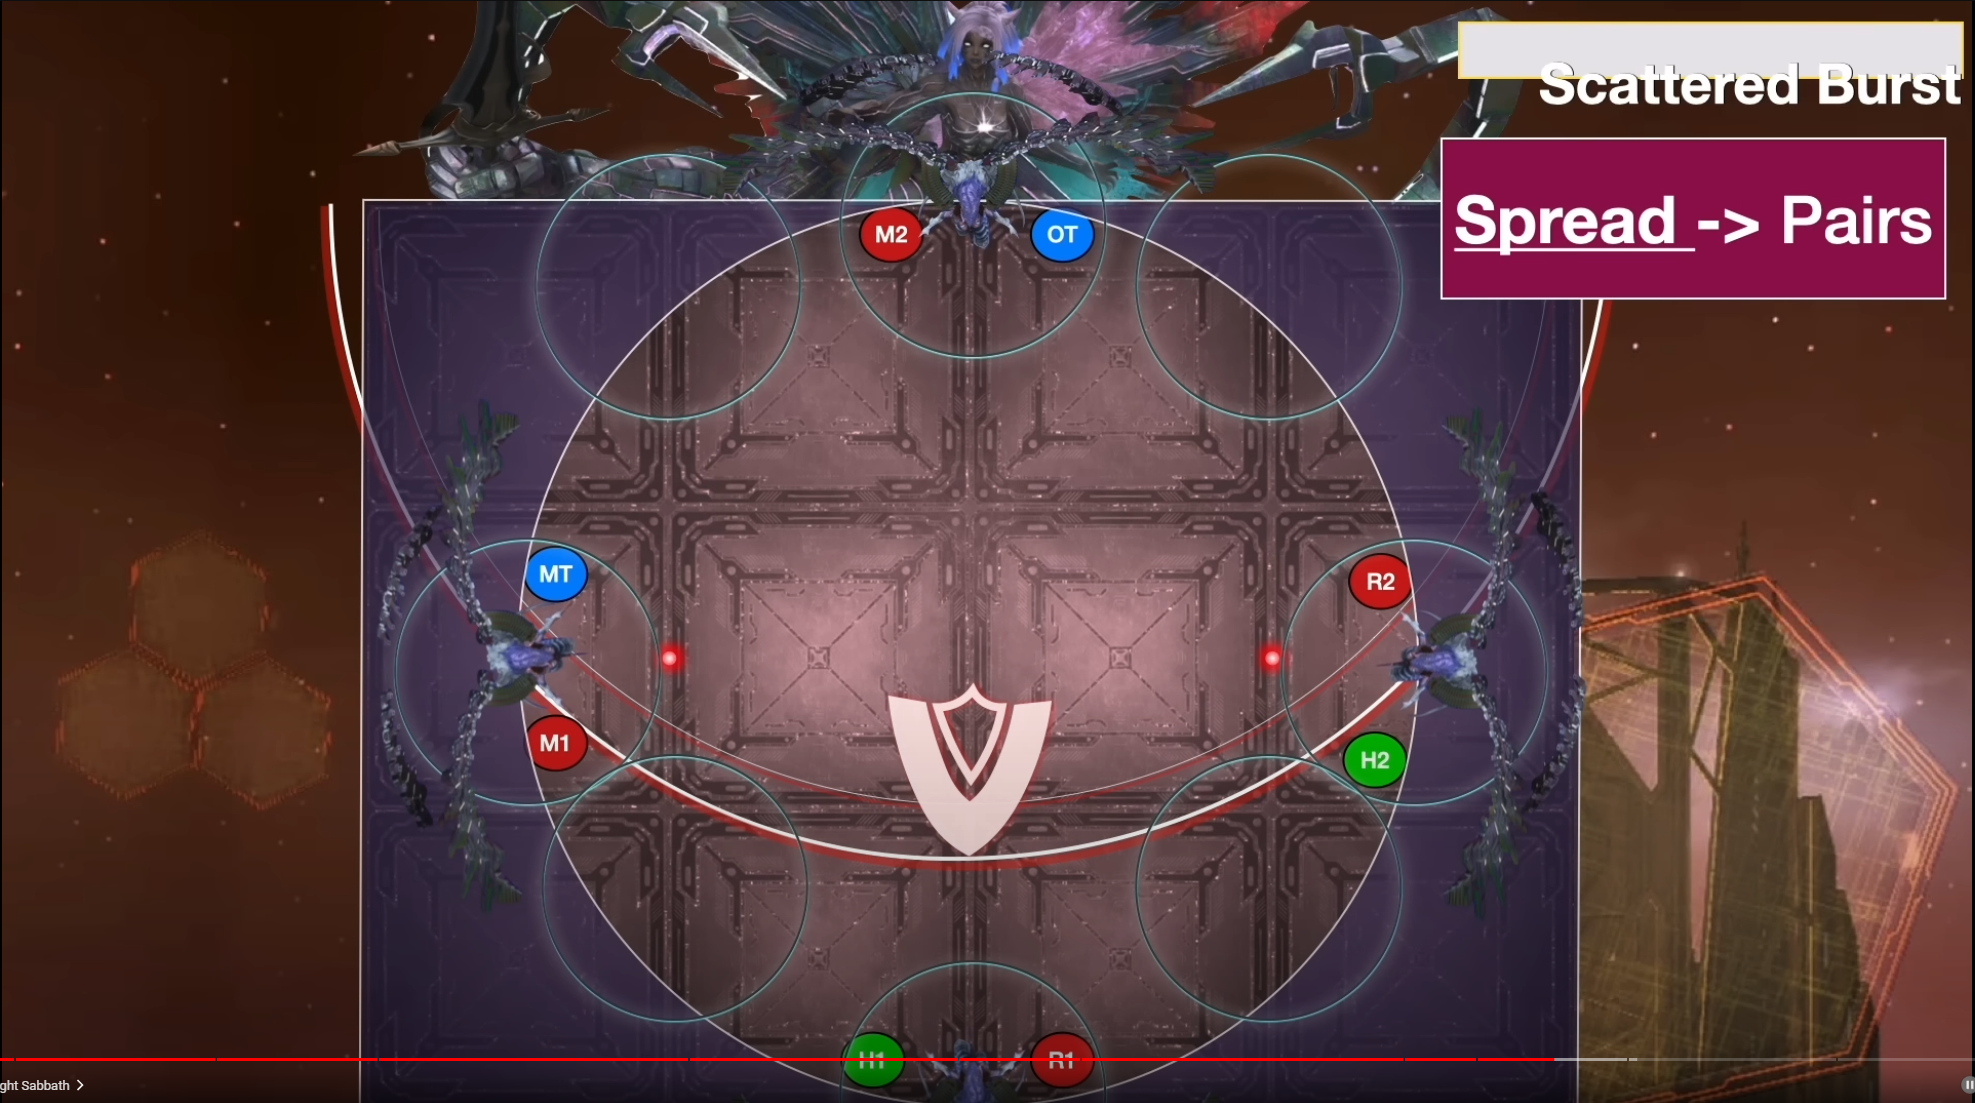 Scattered Burst
Spread -> Pairs
M2
OT
MT
R2
M1
H2
H1
R1
ght Sabbath